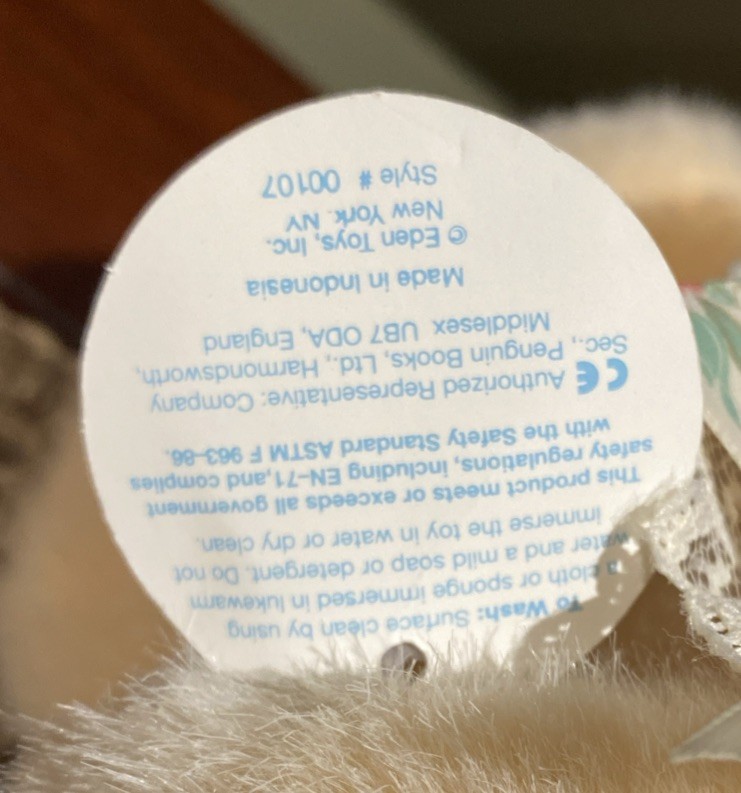 To Wash: Surface clean by using
a cloth or sponge immersed in lukewarm
water and a mild soap or detergent. Do not
immerse the toy in water or dry clean.
This product meets or exceeds all government
safety regulations, including EN-71,and complies
with the Safety Standard ASTM F 963-86.
CE Authorized Representative: Company
Sec., Penguin Books, Ltd., Harmondsworth,
Middlesex UB7 ODA, England
Made in Indonesia
© Eden Toys, Inc.
New York. NY
Style # 00107